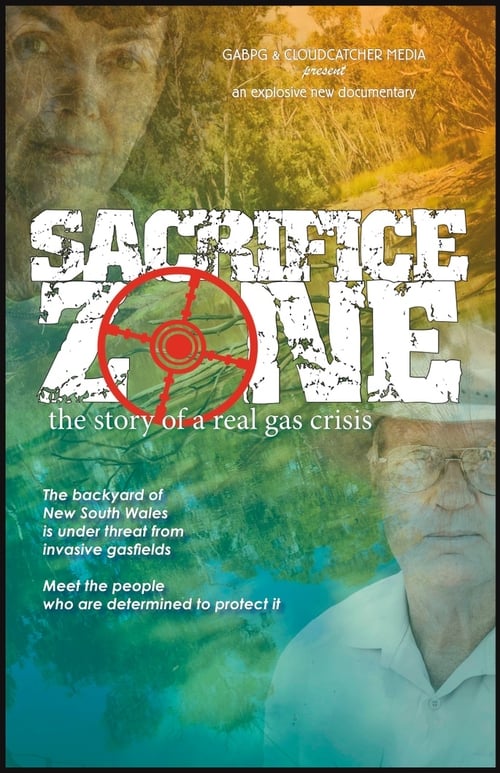 GABPG & CLOUDCATCHER MEDIA
present
an explosive new documentary
SACRIFICE
ZONE
the story of a real gas crisis
The backyard of
New South Wales
is under threat from
invasive gasfields
Meet the people
who are determined to protect it